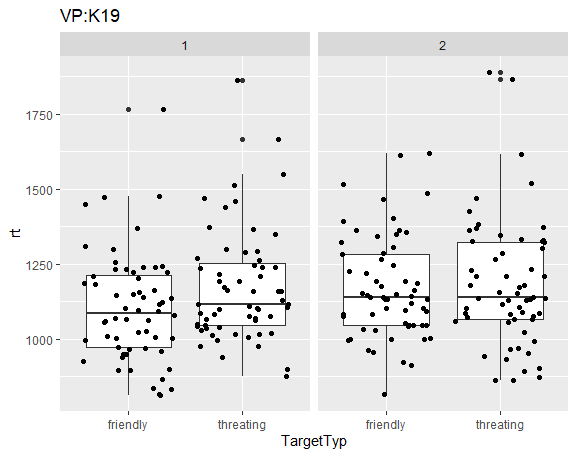 VP:K19
1
2
rt
1750
1500
1250
1000
friendly
threating
friendly
threating
TargetTyp